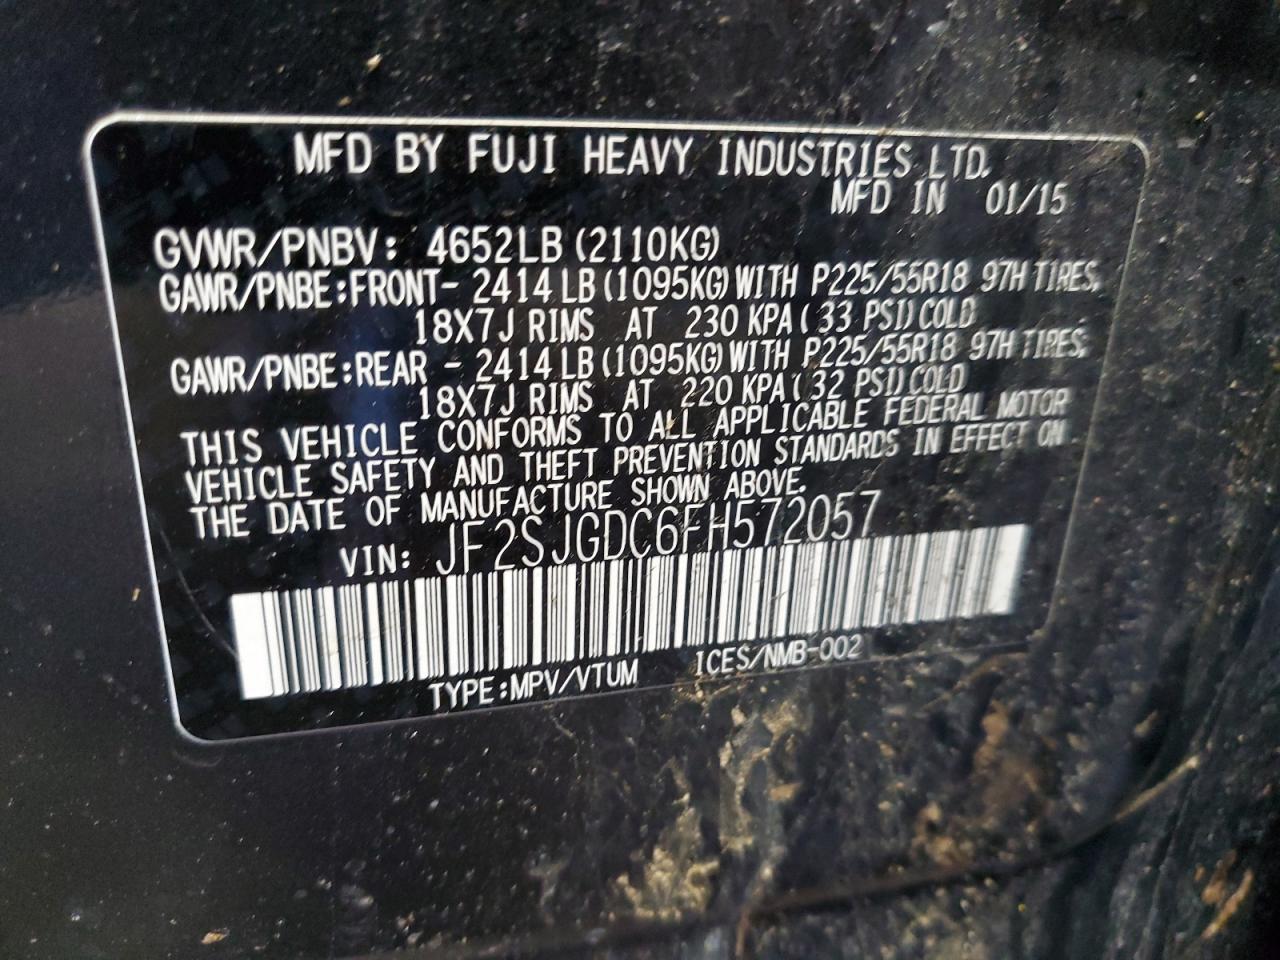 MFD BY FUJI HEAVY INDUSTRIES LTD.
MFD IN 01/15
GVWR/PNBV: 4652LB (2110KG)
GAWR/PNBE:FRONT- 2414 LB (1095KG) WITH P225/55R18 97H TIRES,
18X7J RIMS AT 230 KPA ( 33 PSI) COLD
GAWR/PNBE:REAR - 2414 LB (1095KG) WITH P225/55R18 97H TIRES,
18X7J RIMS AT 220 KPA ( 32 PSI) COLD
THIS VEHICLE CONFORMS TO ALL APPLICABLE FEDERAL MOTOR
VEHICLE SAFETY AND THEFT PREVENTION STANDARDS IN EFFECT ON
THE DATE OF MANUFACTURE SHOWN ABOVE.
VIN: JF2SJGDC6FH572057
TYPE:MPV/VTUM ICES/NMB-002